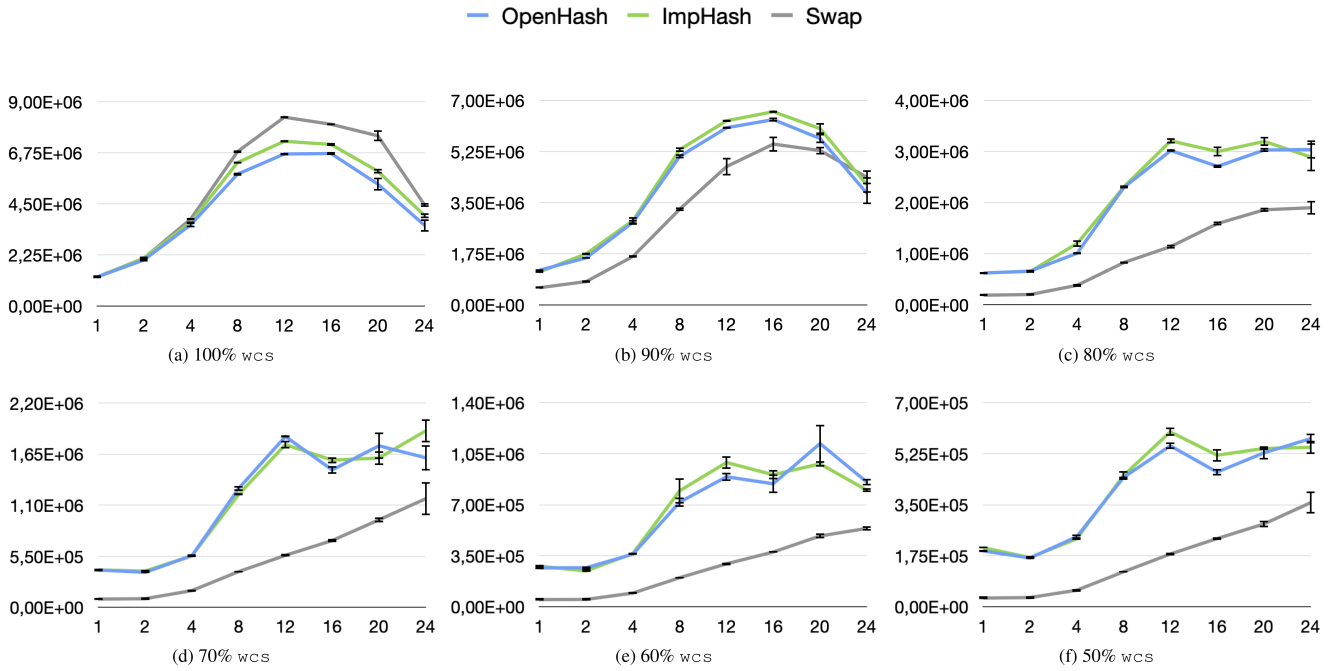 OpenHash ImpHash Swap
9,00E+06
6,75E+06
4,50E+06
2,25E+06
0,00E+00
1 2 4 8 12 16 20 24
(a) 100% wcs
7,00E+06
5,25E+06
3,50E+06
1,75E+06
0,00E+00
1 2 4 8 12 16 20 24
(b) 90% wcs
4,00E+06
3,00E+06
2,00E+06
1,00E+06
0,00E+00
1 2 4 8 12 16 20 24
(c) 80% wcs
2,20E+06
1,65E+06
1,10E+06
5,50E+05
0,00E+00
1 2 4 8 12 16 20 24
(d) 70% wcs
1,40E+06
1,05E+06
7,00E+05
3,50E+05
0,00E+00
1 2 4 8 12 16 20 24
(e) 60% wcs
7,00E+05
5,25E+05
3,50E+05
1,75E+05
0,00E+00
1 2 4 8 12 16 20 24
(f) 50% wcs